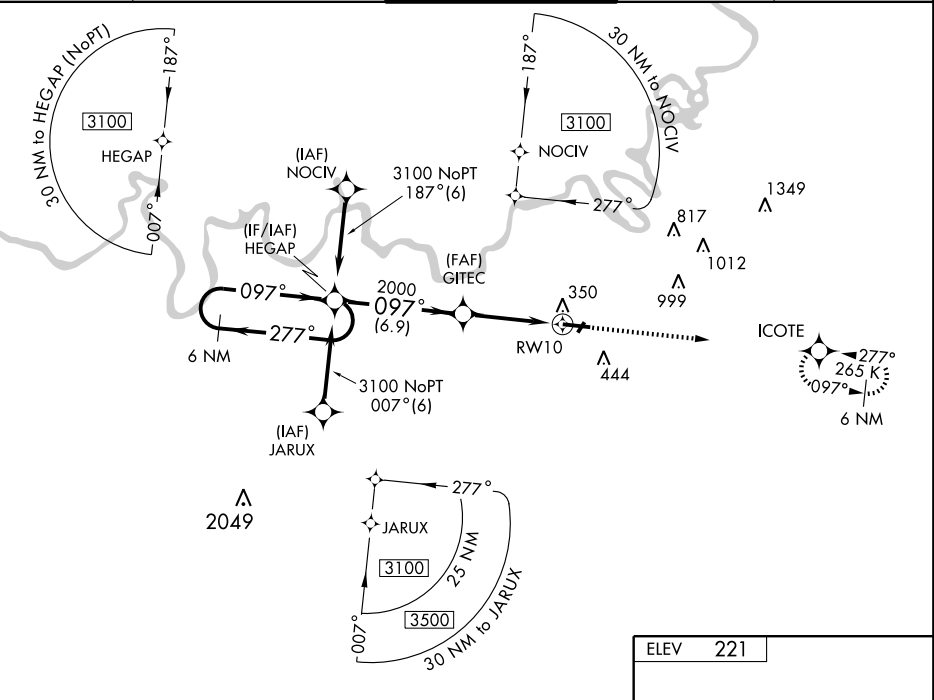 30 NM to HEGAP (NoPT)
187°
3100
HEGAP
007°
30 NM to NOCIV
187°
3100
NOCIV
277°
(IAF)
NOCIV
3100 NoPT
187°(6)
(IF/IAF)
HEGAP
097°
277°
6 NM
2000
097°
(6.9)
(FAF)
GITEC
350
RW10
444
817
1012
999
1349
ICOTE
277°
265 K
097°
6 NM
3100 NoPT
007°(6)
(IAF)
JARUX
2049
277°
JARUX
3100
25 NM
3500
007°
30 NM to JARUX
ELEV 221